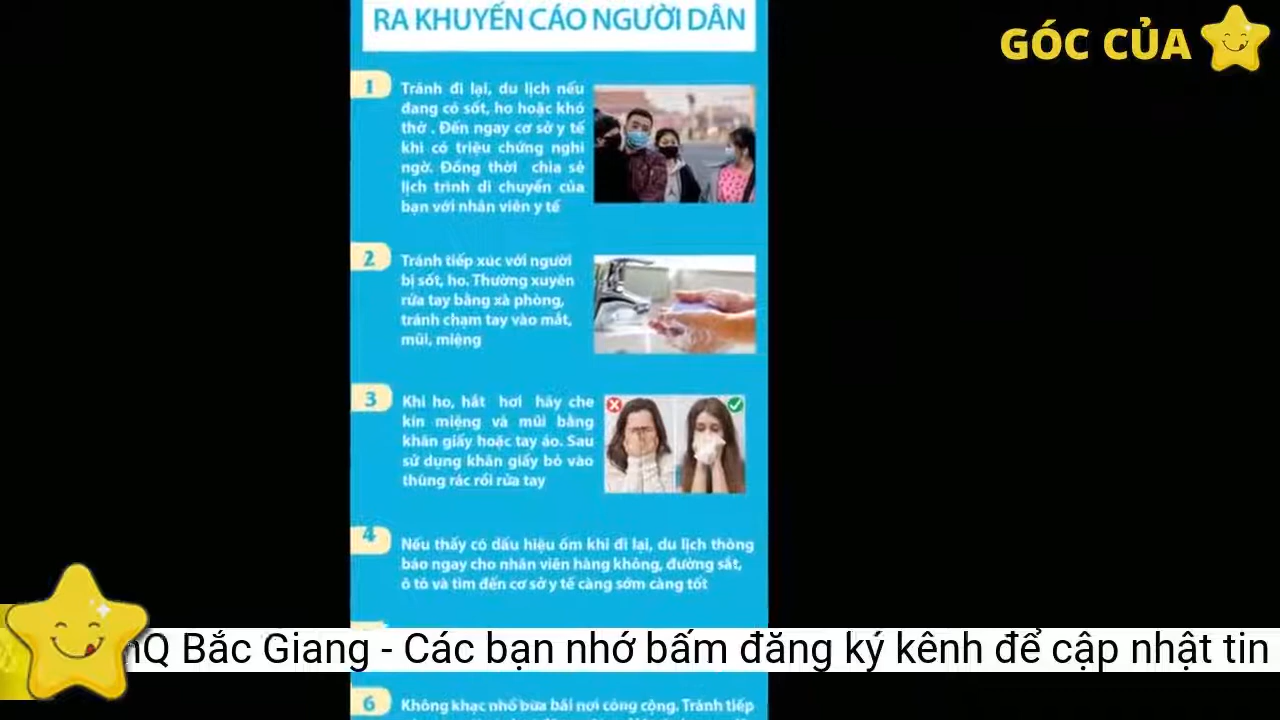 RA KHUYẾN CÁO NGƯỜI DÂN
GÓC CỦA
1
Tránh đi lại, du lịch nếu
đang có sốt, ho hoặc khó
thở . Đến ngay cơ sở y tế
khi có triệu chứng nghi
ngờ. Đồng thời chia sẻ
lịch trình di chuyển của
bạn với nhân viên y tế
2
Tránh tiếp xúc với người
bị sốt, ho. Thường xuyên
rửa tay bằng xà phòng,
tránh chạm tay vào mắt,
mũi, miệng
3
Khi ho, hắt hơi hãy che
kín miệng và mũi bằng
khăn giấy hoặc tay áo. Sau
sử dụng khăn giấy bỏ vào
thùng rác rồi rửa tay
4
Nếu thấy có dấu hiệu ốm khi đi lại, du lịch thông
báo ngay cho nhân viên hàng không, đường sắt,
ô tô và tìm đến cơ sở y tế càng sớm càng tốt
Bắc Giang - Các bạn nhớ bấm đăng ký kênh để cập nhật tin
6
Không khạc nhổ bừa bãi nơi công cộng. Tránh tiếp